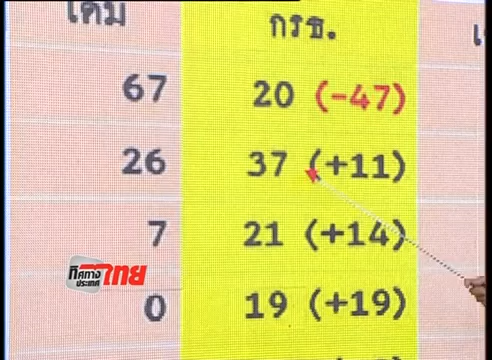 เดิม กรธ.
67 20 (-47)
26 37 (+11)
7 21 (+14)
0 19 (+19)
ทิศทาง
ประเทศ
ไทย